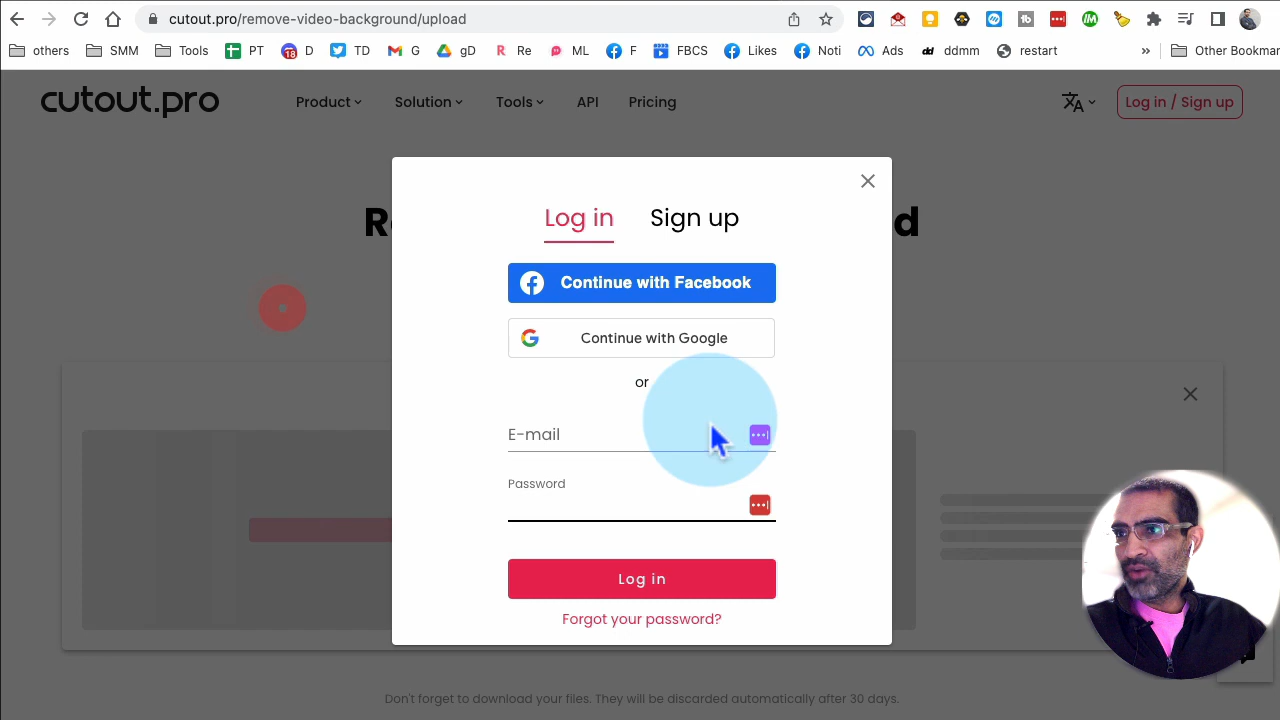 cutout.pro/remove-video-background/upload
others SMM Tools PT D TD G gD Re ML F FBCS Likes Noti Ads ddmm restart » Other Bookmar
18
cutout.pro Product Solution Tools API Pricing Log in / Sign up
R d
Log in Sign up
Continue with Facebook
Continue with Google
or
E-mail
Password
Log in
Forgot your password?
Don't forget to download your files. They will be discarded automatically after 30 days.